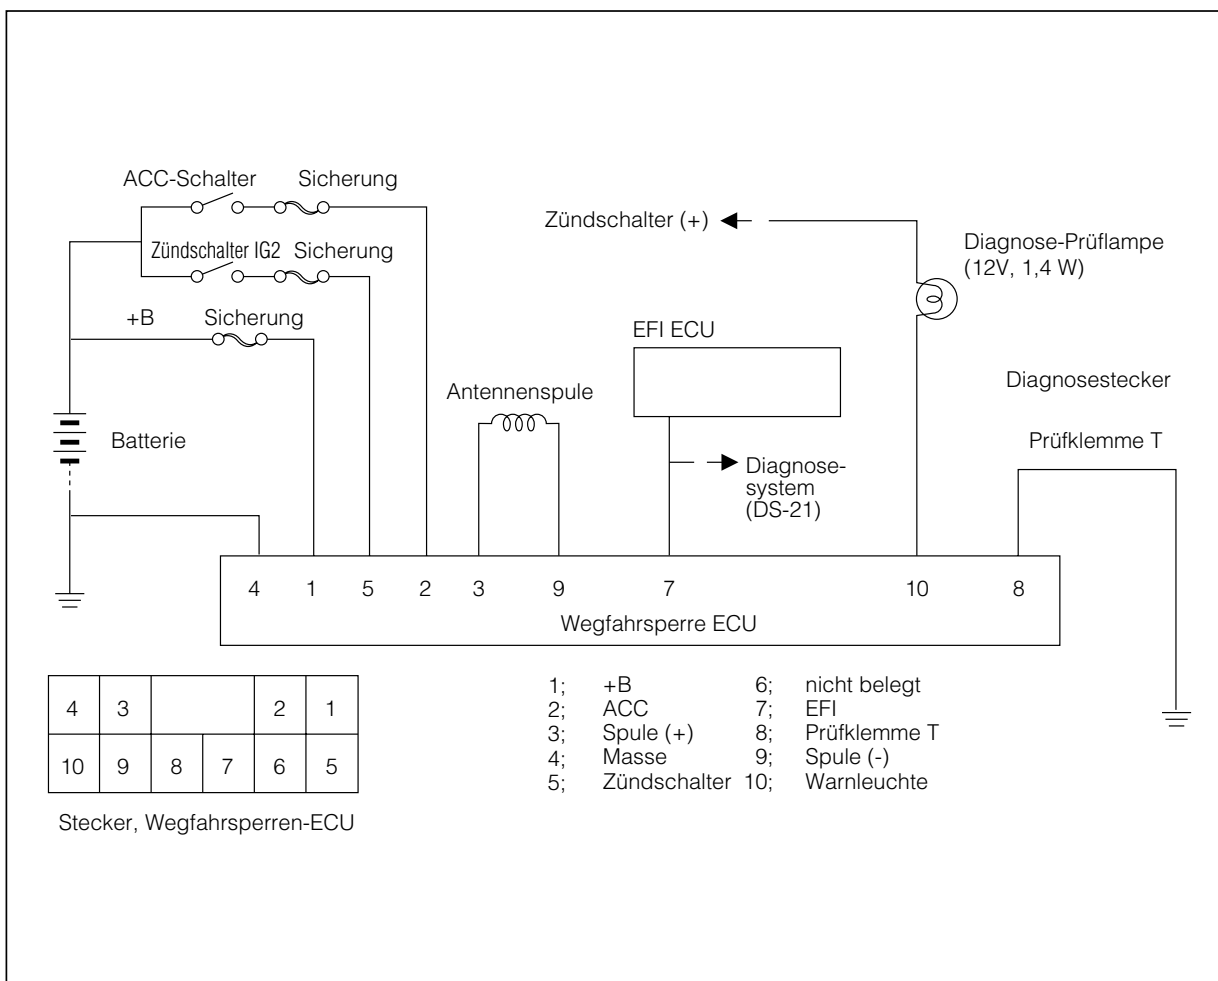 ACC-Schalter Sicherung
Zündschalter (+)
Diagnose-Prüflampe
(12V, 1,4 W)
Zündschalter IG2 Sicherung
+B Sicherung
EFI ECU
Diagnosestecker
Antennenspule
Batterie
Prüfklemme T
Diagnose-
system
(DS-21)
4 1 5 2 3 9 7 10 8
Wegfahrsperre ECU
4 3 2 1
10 9 8 7 6 5
Stecker, Wegfahrsperren-ECU
1; +B 6; nicht belegt
2; ACC 7; EFI
3; Spule (+) 8; Prüfklemme T
4; Masse 9; Spule (-)
5; Zündschalter 10; Warnleuchte